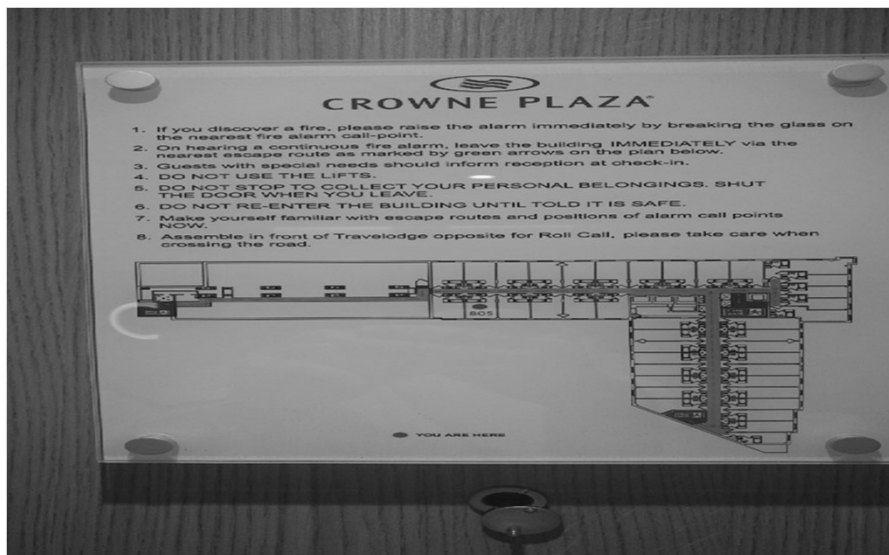 CROWNE PLAZA
1. If you discover a fire, please raise the alarm immediately by breaking the glass on
the nearest fire alarm call-point.
2. On hearing a continuous fire alarm, leave the building IMMEDIATELY via the
nearest escape route as marked by green arrows on the plan below.
3. Guests with special needs should inform reception at check-in.
4. DO NOT USE THE LIFTS.
5. DO NOT STOP TO COLLECT YOUR PERSONAL BELONGINGS. SHUT
THE DOOR WHEN YOU LEAVE.
6. DO NOT RE-ENTER THE BUILDING UNTIL TOLD IT IS SAFE.
7. Make yourself familiar with escape routes and positions of alarm call points
NOW.
8. Assemble in front of Travelodge opposite for Roll Call, please take care when
crossing the road.
805
YOU ARE HERE